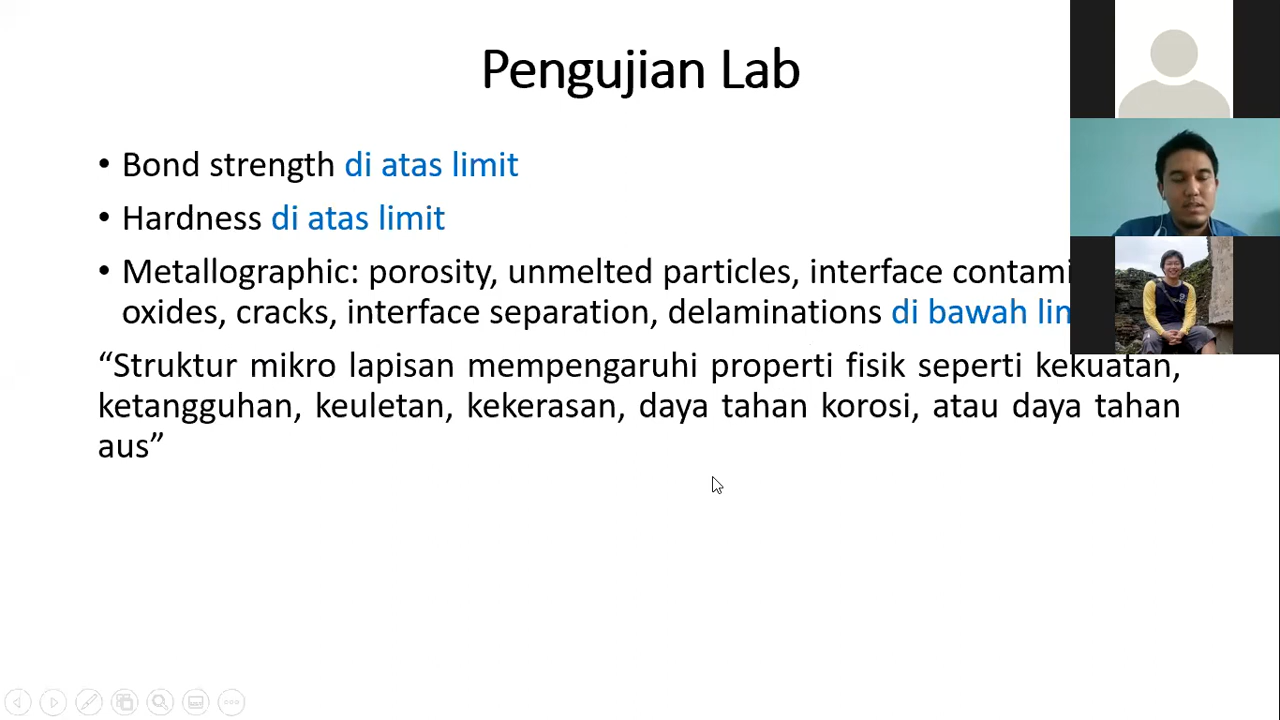 Pengujian Lab
• Bond strength di atas limit
• Hardness di atas limit
• Metallographic: porosity, unmelted particles, interface
oxides, cracks, interface separation, delaminations di bawah
“Struktur mikro lapisan mempengaruhi properti fisik seperti kekuatan,
ketangguhan, keuletan, kekerasan, daya tahan korosi, atau daya tahan
aus”